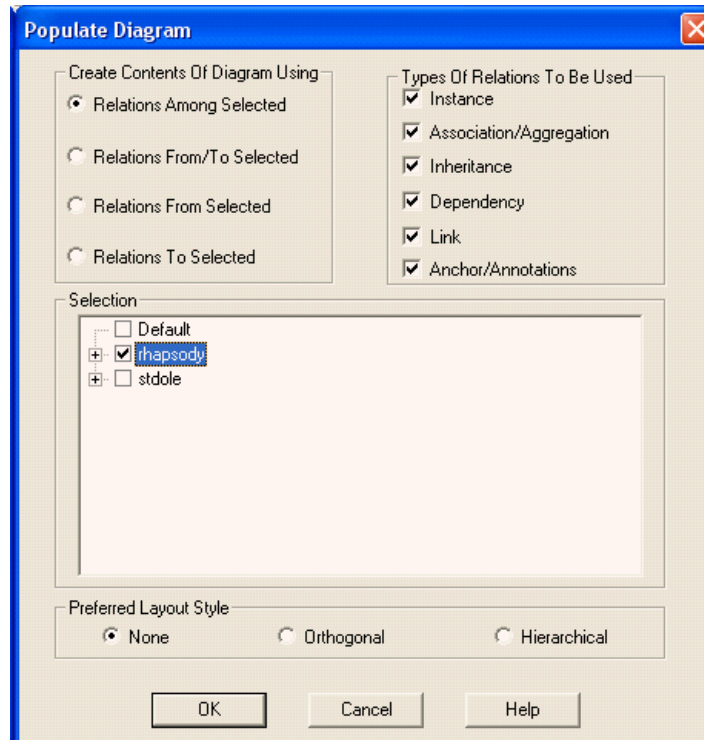 Populate Diagram
Create Contents Of Diagram Using
Relations Among Selected
Relations From/To Selected
Relations From Selected
Relations To Selected
Types Of Relations To Be Used
Instance
Association/Aggregation
Inheritance
Dependency
Link
Anchor/Annotations
Selection
Default
rhapsody
stdole
Preferred Layout Style
None Orthogonal Hierarchical
OK Cancel Help